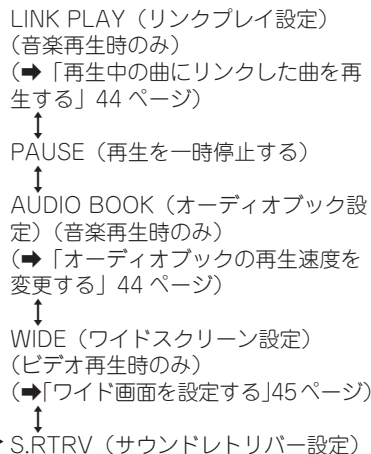 LINK PLAY（リンクプレイ設定）
（音楽再生時のみ）
(➡「再生中の曲にリンクした曲を再
生する」44 ページ)
↕
PAUSE（再生を一時停止する）
↕
AUDIO BOOK（オーディオブック設
定）（音楽再生時のみ）
(➡「オーディオブックの再生速度を
変更する」44 ページ)
↕
WIDE（ワイドスクリーン設定）
（ビデオ再生時のみ）
(➡「ワイド画面を設定する」45ページ)
↕
S.RTRV（サウンドレトリバー設定）